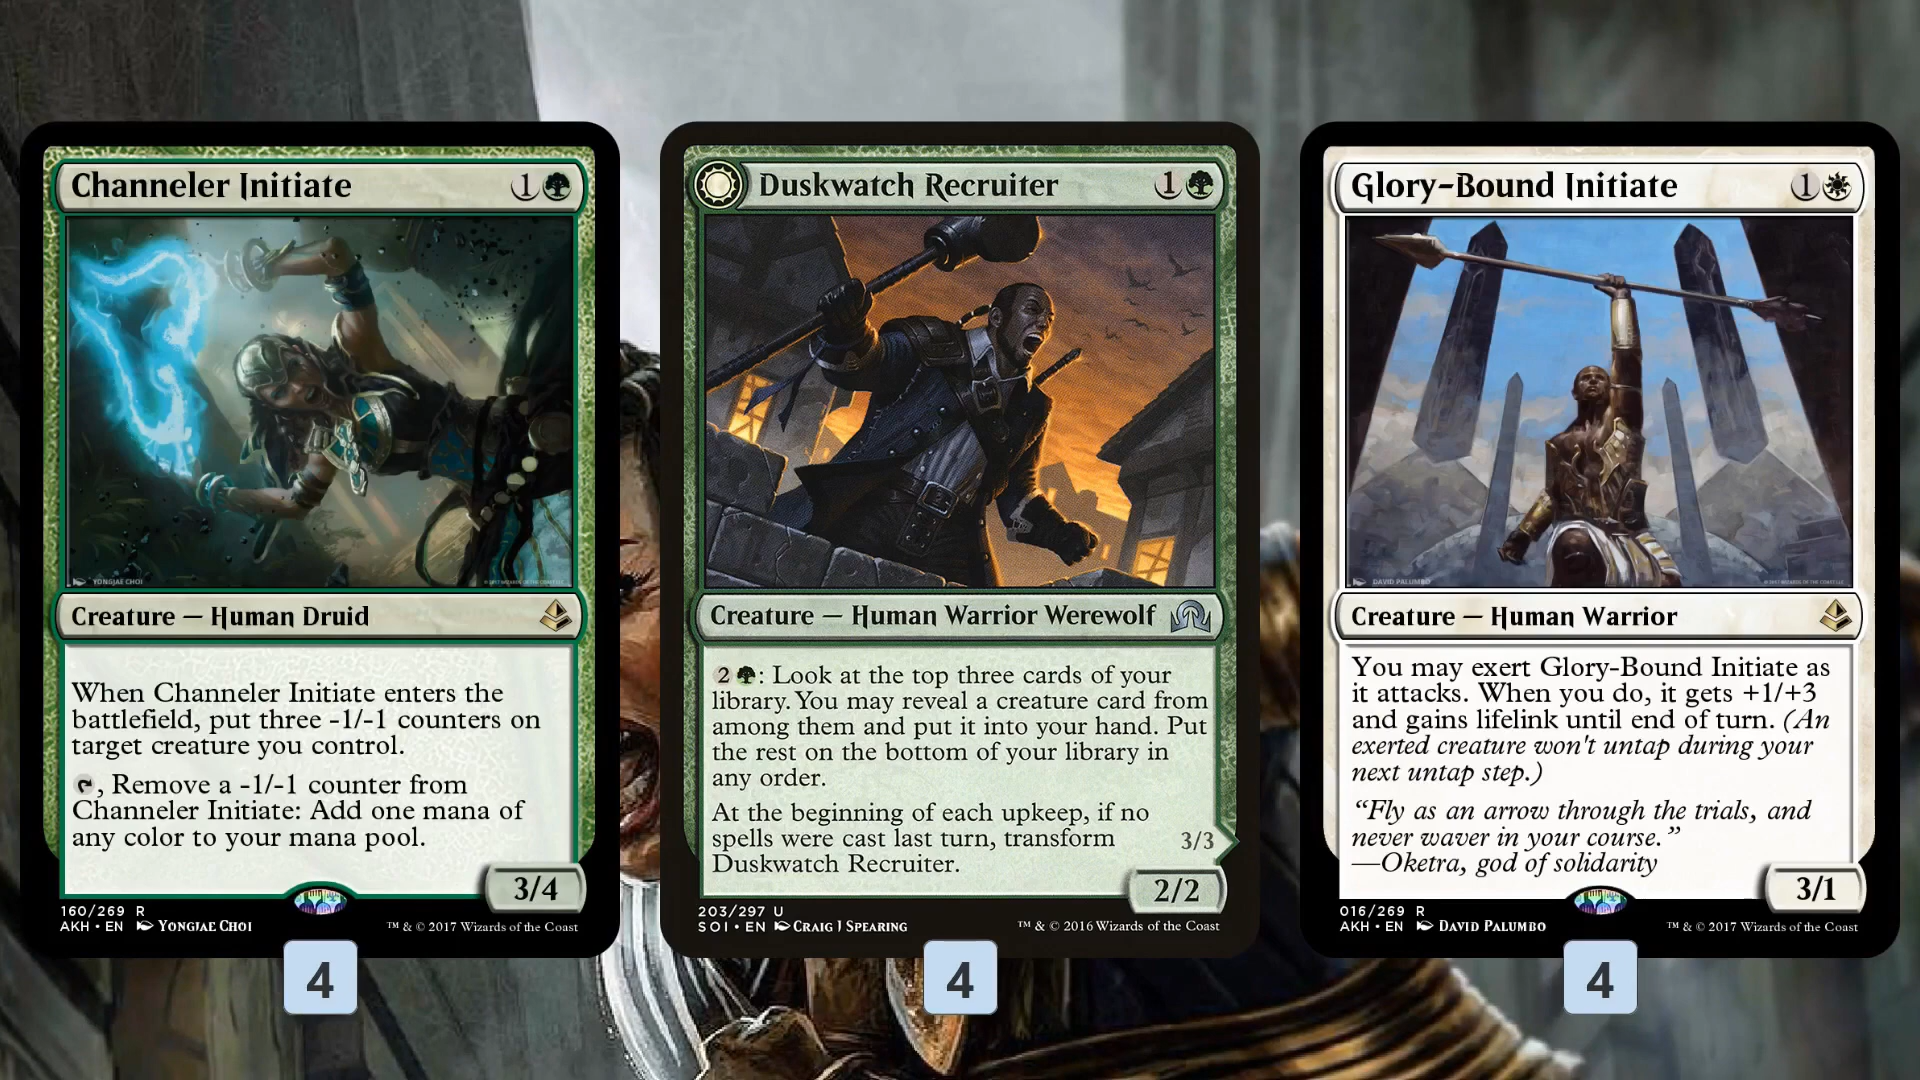 Channeler Initiate 1
YONGJAE CHOI
Creature — Human Druid
When Channeler Initiate enters the
battlefield, put three -1/-1 counters on
target creature you control.
, Remove a -1/-1 counter from
Channeler Initiate: Add one mana of
any color to your mana pool.
3/4
160/269 R
AKH • EN YONGJAE CHOI
™ & © 2017 Wizards of the Coast
4
Duskwatch Recruiter 1
Creature — Human Warrior Werewolf
2 : Look at the top three cards of your
library. You may reveal a creature card from
among them and put it into your hand. Put
the rest on the bottom of your library in
any order.
At the beginning of each upkeep, if no
spells were cast last turn, transform
Duskwatch Recruiter.
3/3
2/2
203/297 U
SOI • EN CRAIG J SPEARING
™ & © 2016 Wizards of the Coast
4
Glory-Bound Initiate 1
DAVID PALUMBO
Creature — Human Warrior
You may exert Glory-Bound Initiate as
it attacks. When you do, it gets +1/+3
and gains lifelink until end of turn. (An
exerted creature won't untap during your
next untap step.)
“Fly as an arrow through the trials, and
never waver in your course.”
—Oketra, god of solidarity
3/1
016/269 R
AKH • EN DAVID PALUMBO
™ & © 2017 Wizards of the Coast
4